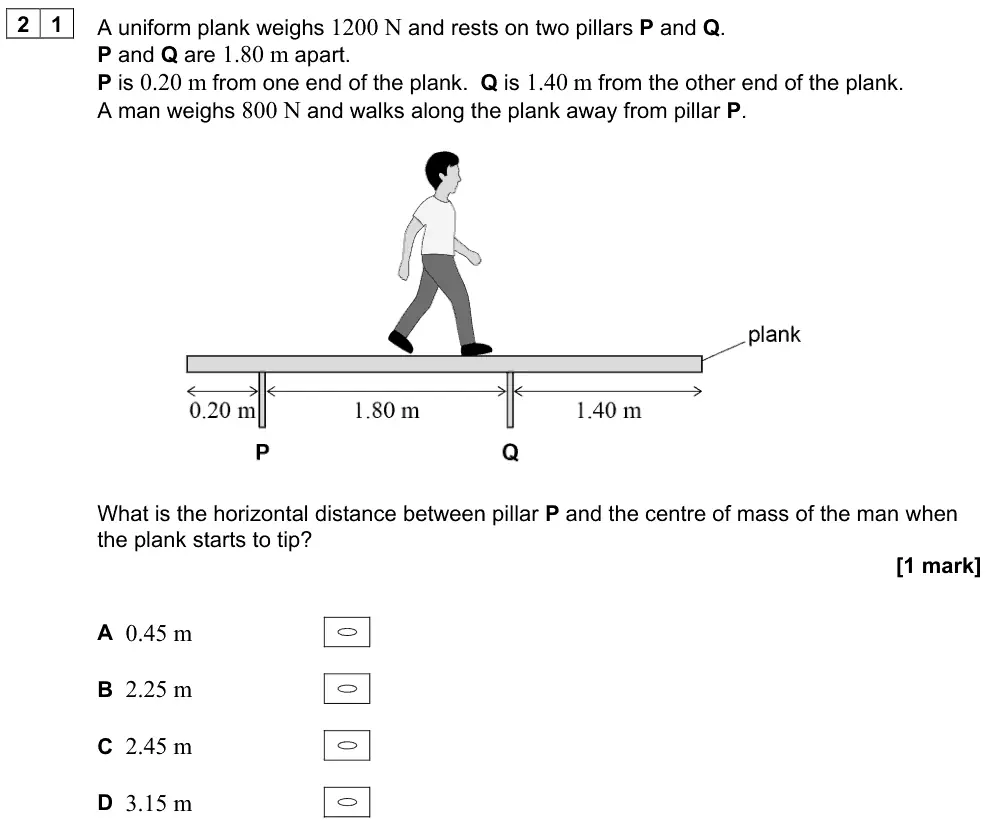 2 1
A uniform plank weighs 1200 N and rests on two pillars P and Q.
P and Q are 1.80 m apart.
P is 0.20 m from one end of the plank. Q is 1.40 m from the other end of the plank.
A man weighs 800 N and walks along the plank away from pillar P.
plank
0.20 m
1.80 m
1.40 m
P
Q
What is the horizontal distance between pillar P and the centre of mass of the man when
the plank starts to tip?
[1 mark]
A 0.45 m
B 2.25 m
C 2.45 m
D 3.15 m